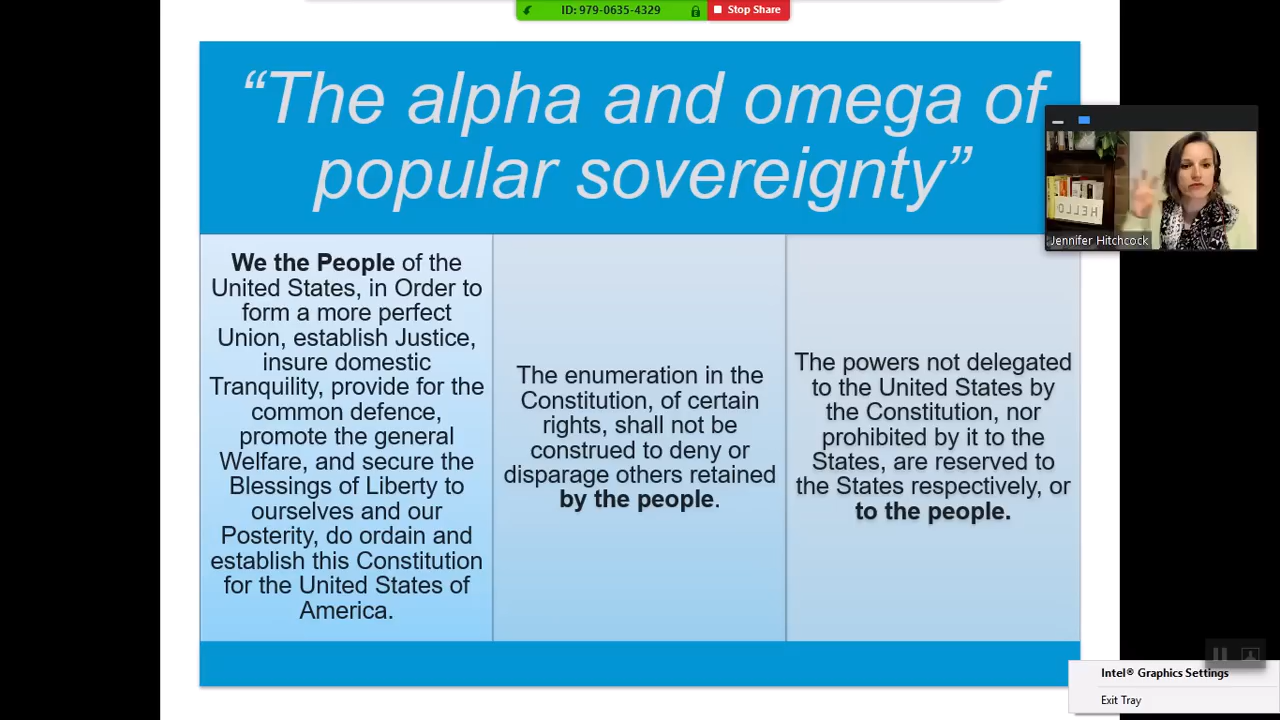 ID: 979-0635-4329
Stop Share
“The alpha and omega of
popular sovereignty”
We the People of the
United States, in Order to
form a more perfect
Union, establish Justice,
insure domestic
Tranquility, provide for the
common defence,
promote the general
Welfare, and secure the
Blessings of Liberty to
ourselves and our
Posterity, do ordain and
establish this Constitution
for the United States of
America.
The enumeration in the
Constitution, of certain
rights, shall not be
construed to deny or
disparage others retained
by the people.
The powers not delegated
to the United States by
the Constitution, nor
prohibited by it to the
States, are reserved to
the States respectively, or
to the people.
HELLO
Jennifer Hitchcock
Intel® Graphics Settings
Exit Tray